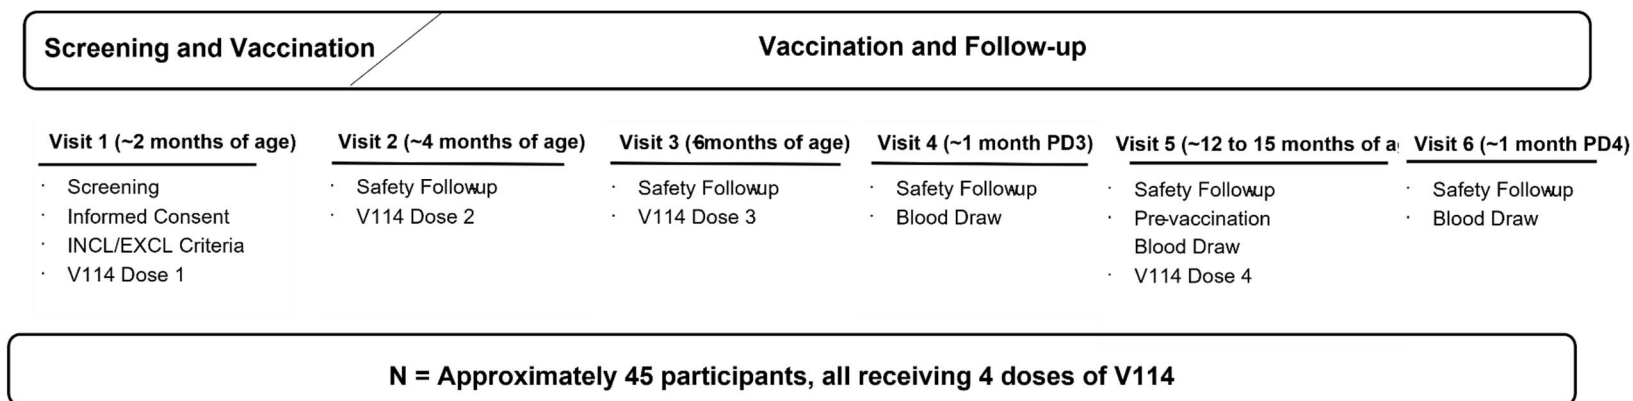 Screening and Vaccination
Vaccination and Follow-up
Visit 1 (~2 months of age)
· Screening
· Informed Consent
· INCL/EXCL Criteria
· V114 Dose 1
Visit 2 (~4 months of age)
· Safety Followup
· V114 Dose 2
Visit 3 (~6months of age)
· Safety Followup
· V114 Dose 3
Visit 4 (~1 month PD3)
· Safety Followup
· Blood Draw
Visit 5 (~12 to 15 months of a
· Safety Followup
· Pre-vaccination
Blood Draw
· V114 Dose 4
Visit 6 (~1 month PD4)
· Safety Followup
· Blood Draw
N = Approximately 45 participants, all receiving 4 doses of V114